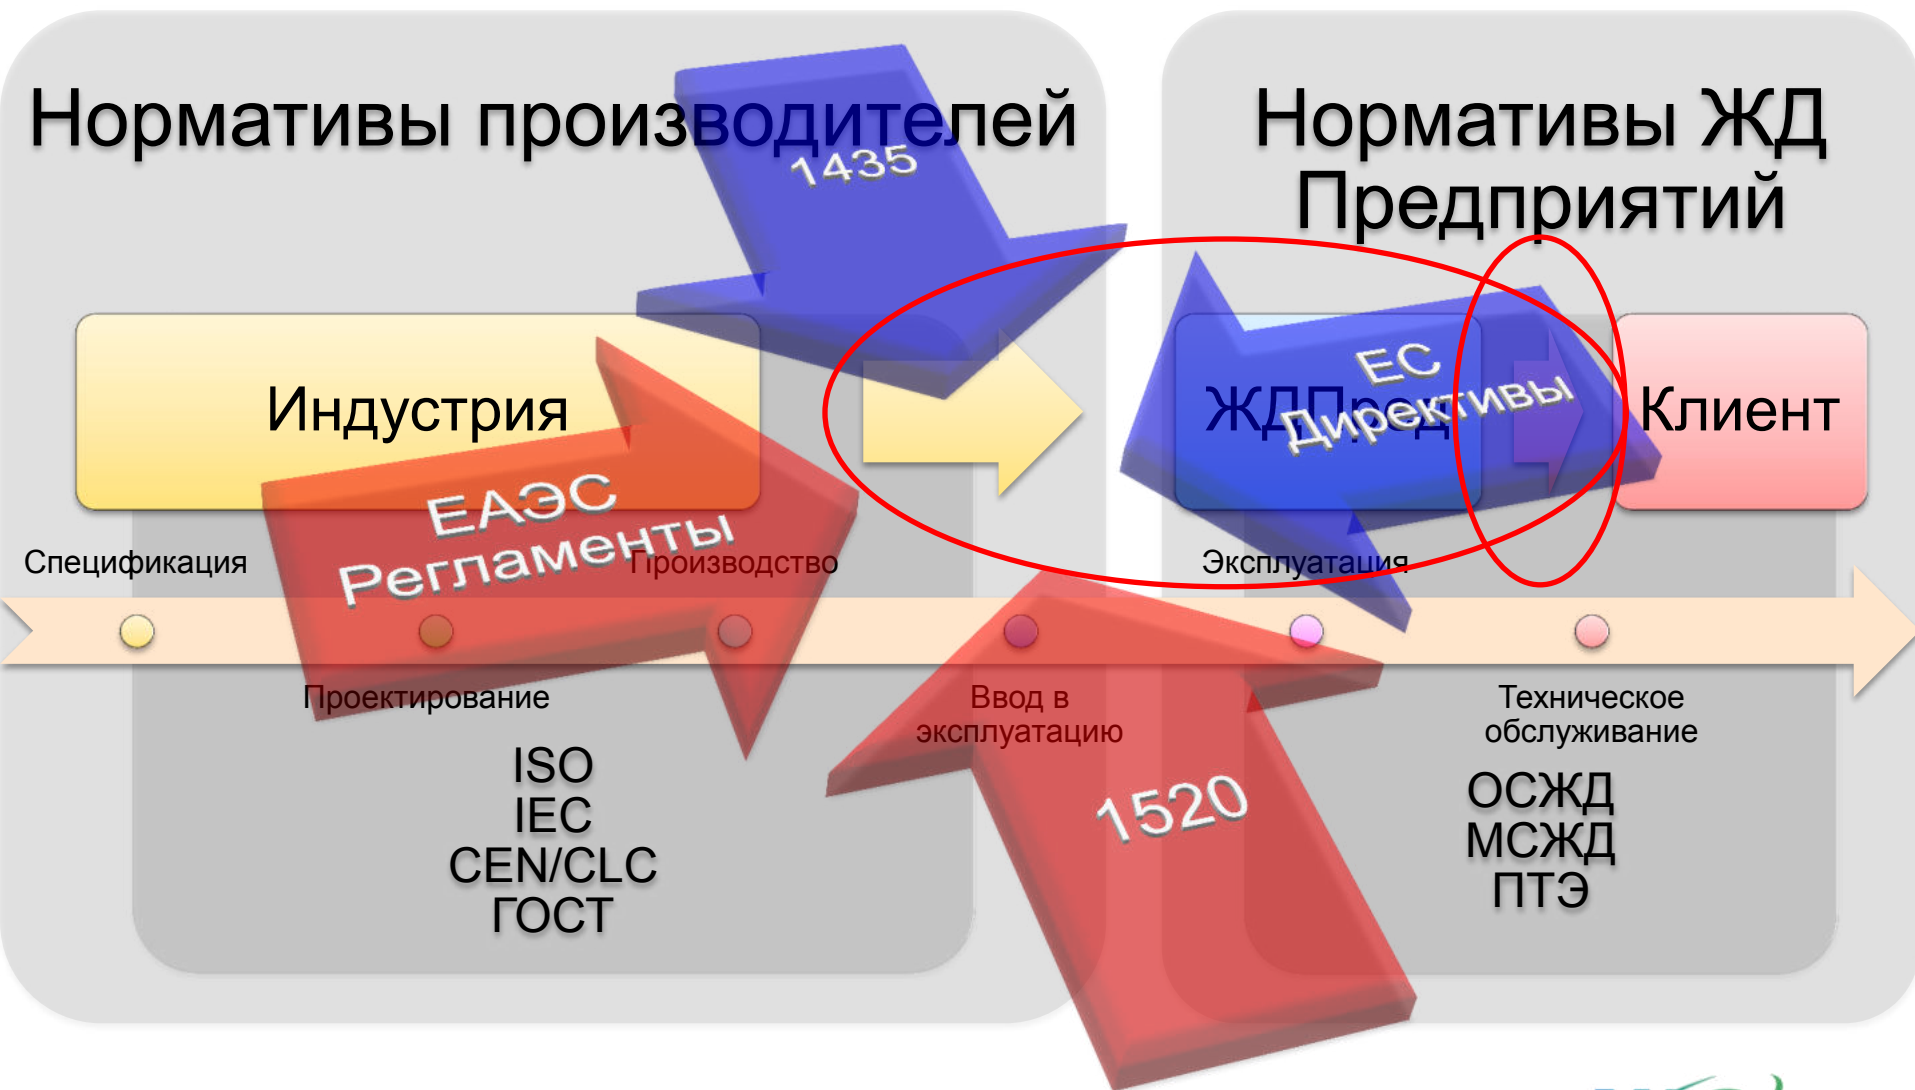 Нормативы производителей
1435
Нормативы ЖД
Предприятий
Индустрия
ЖДПред
ЕС
Директивы
Клиент
ЕАЭС
Регламенты
Спецификация
Производство
Эксплуатация
Проектирование
Ввод в
эксплуатацию
Техническое
обслуживание
ISO
IEC
CEN/CLC
ГОСТ
1520
ОСЖД
МСЖД
ПТЭ